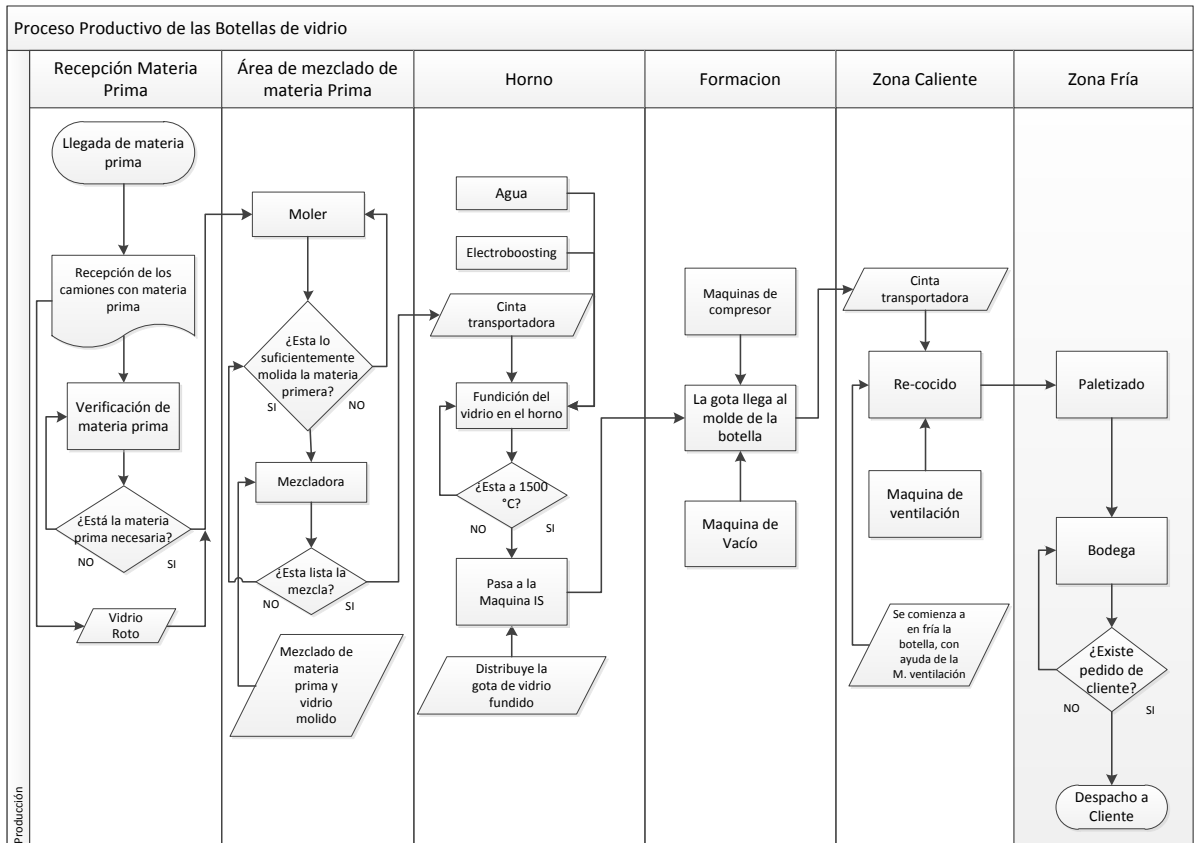 Proceso Productivo de las Botellas de vidrio
Recepción Materia
Prima
Área de mezclado de
materia Prima
Horno
Formacion
Zona Caliente
Zona Fría
Producción
Llegada de materia
prima
Recepción de los
camiones con materia
prima
Verificación de
materia prima
¿Está la materia
prima necesaria?
NO
SI
Vidrio
Roto
Moler
¿Esta lo
suficientemente
molida la materia
primera?
SI
NO
Mezcladora
¿Esta lista la
mezcla?
NO
SI
Mezclado de
materia
prima y
vidrio
molido
Agua
Electroboosting
Cinta
transportadora
Fundición del
vidrio en el horno
¿Esta a 1500
°C?
NO
SI
Pasa a la
Maquina IS
Distribuye la
gota de vidrio
fundido
Maquinas de
compresor
La gota llega al
molde de la
botella
Maquina de
Vacío
Cinta
transportadora
Re-cocido
Maquina de
ventilación
Se comienza a
en fría la
botella, con
ayuda de la
M. ventilación
Paletizado
Bodega
¿Existe
pedido de
cliente?
NO
SI
Despacho a
Cliente